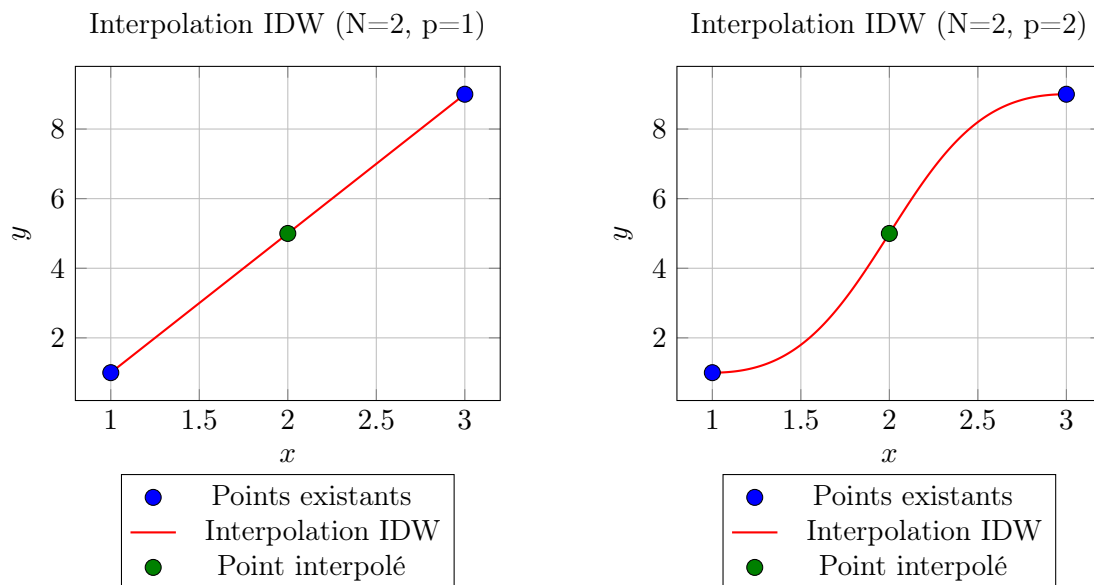 Interpolation IDW (N=2, p=1)
8
6
4
2
y
1
1.5
2
2.5
3
x
Points existants
Interpolation IDW
Point interpolé
Interpolation IDW (N=2, p=2)
8
6
4
2
y
1
1.5
2
2.5
3
x
Points existants
Interpolation IDW
Point interpolé